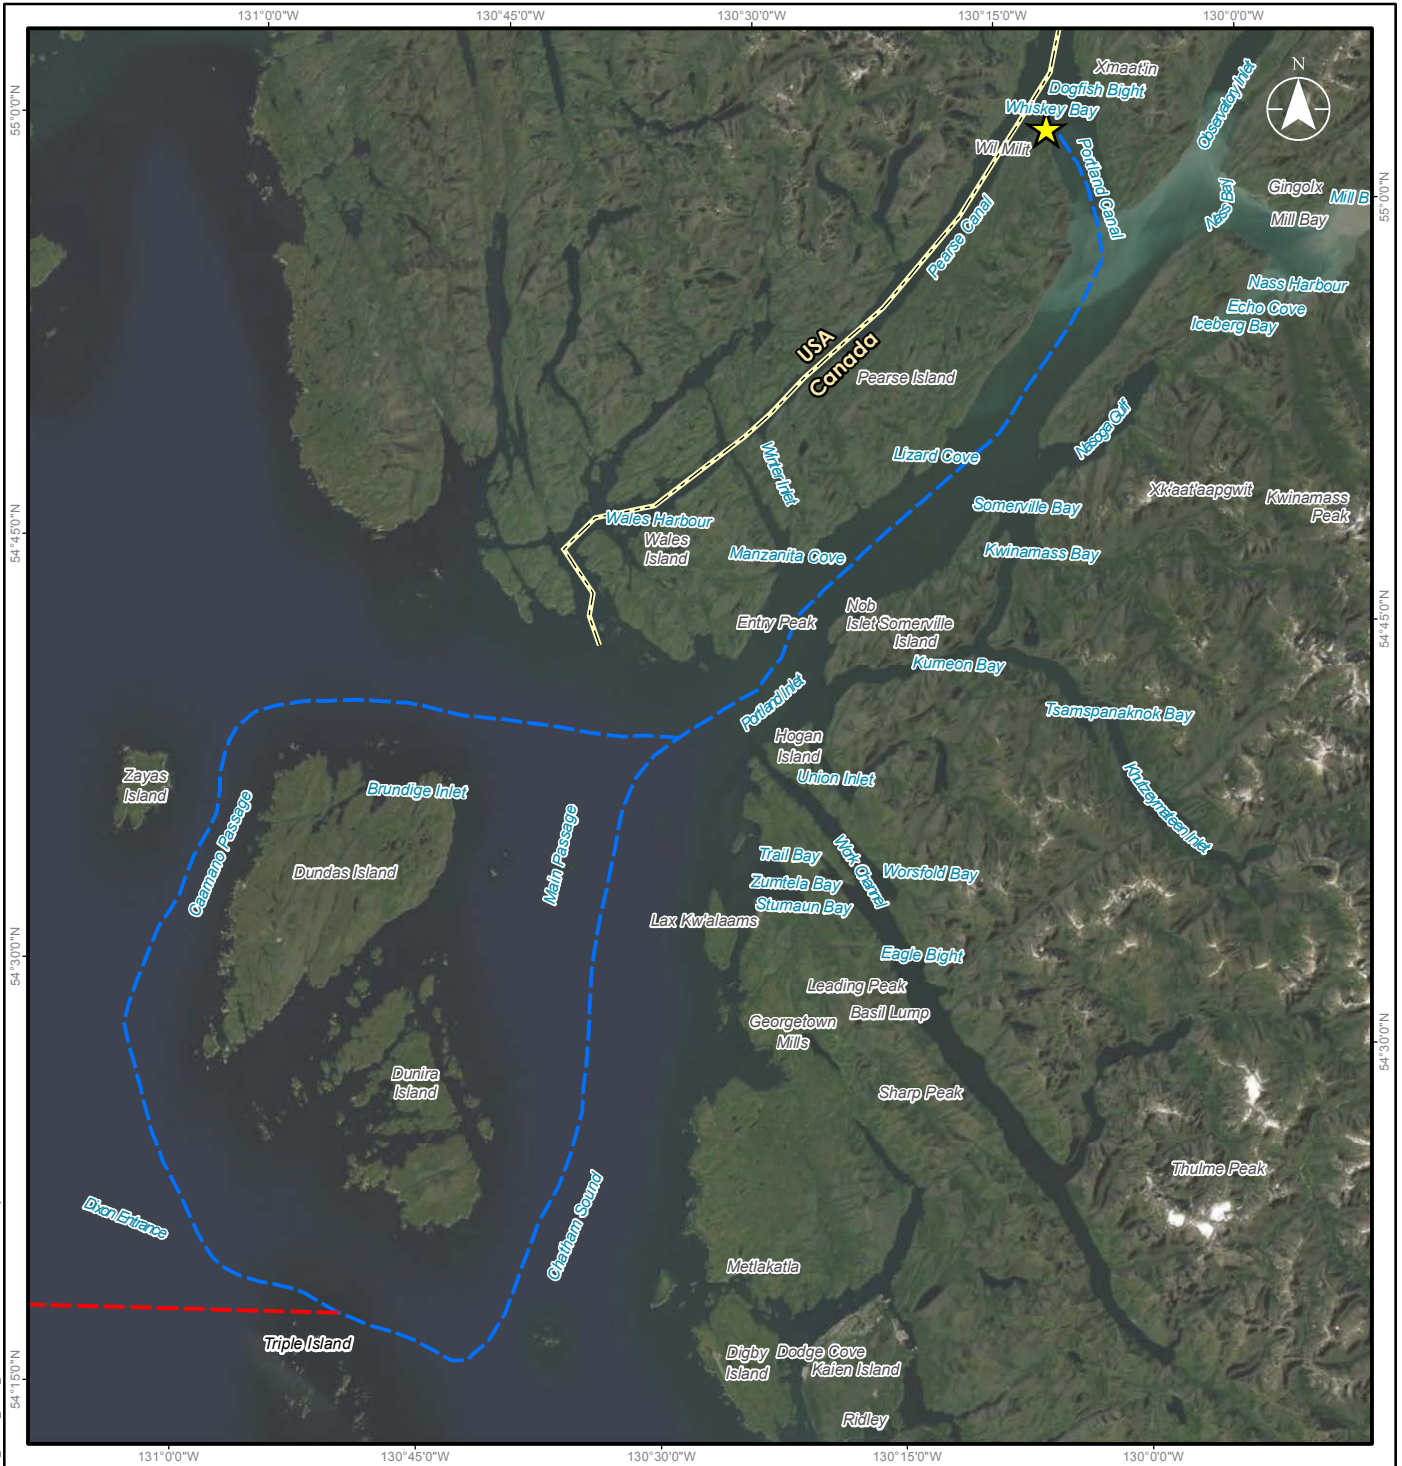 131°0'0"W
130°45'0"W
130°30'0"W
130°15'0"W
130°0'0"W
N
Xmaat'in
Dogfish Bight
Whiskey Bay
Observatory Inlet
55°0'0"N
Wil Milit
Portland Canal
Gingolx
Mill B
55°0'0"N
Nass Bay
Mill Bay
Pearse Canal
Nass Harbour
Echo Cove
Iceberg Bay
USA
Canada
Pearse Island
Nasoga Gulf
Lizard Cove
Winter Inlet
Xk'aat'aapgwit
Kwinamass
Peak
Somerville Bay
54°45'0"N
Wales Harbour
Wales
Island
Manzanita Cove
Kwinamass Bay
Nob
Islet
Somerville
Island
54°45'0"N
Entry Peak
Kumeon Bay
Portland Inlet
Tsamspanaknok Bay
Hogan
Island
Zayas
Island
Union Inlet
Brundige Inlet
Khutzeymateen Inlet
Caamano Passage
Main Passage
Dundas Island
Trail Bay
Work Channel
Worsfold Bay
Zumtela Bay
Stumaun Bay
Lax Kw'alaams
54°30'0"N
Eagle Bight
Leading Peak
Basil Lump
Georgetown
Mills
54°30'0"N
Dunira
Island
Sharp Peak
Thulme Peak
Dixon Entrance
Chatham Sound
Metlakatla
Triple Island
Digby
Island
Dodge Cove
Kaien Island
54°15'0"N
Ridley
131°0'0"W
130°45'0"W
130°30'0"W
130°15'0"W
130°0'0"W